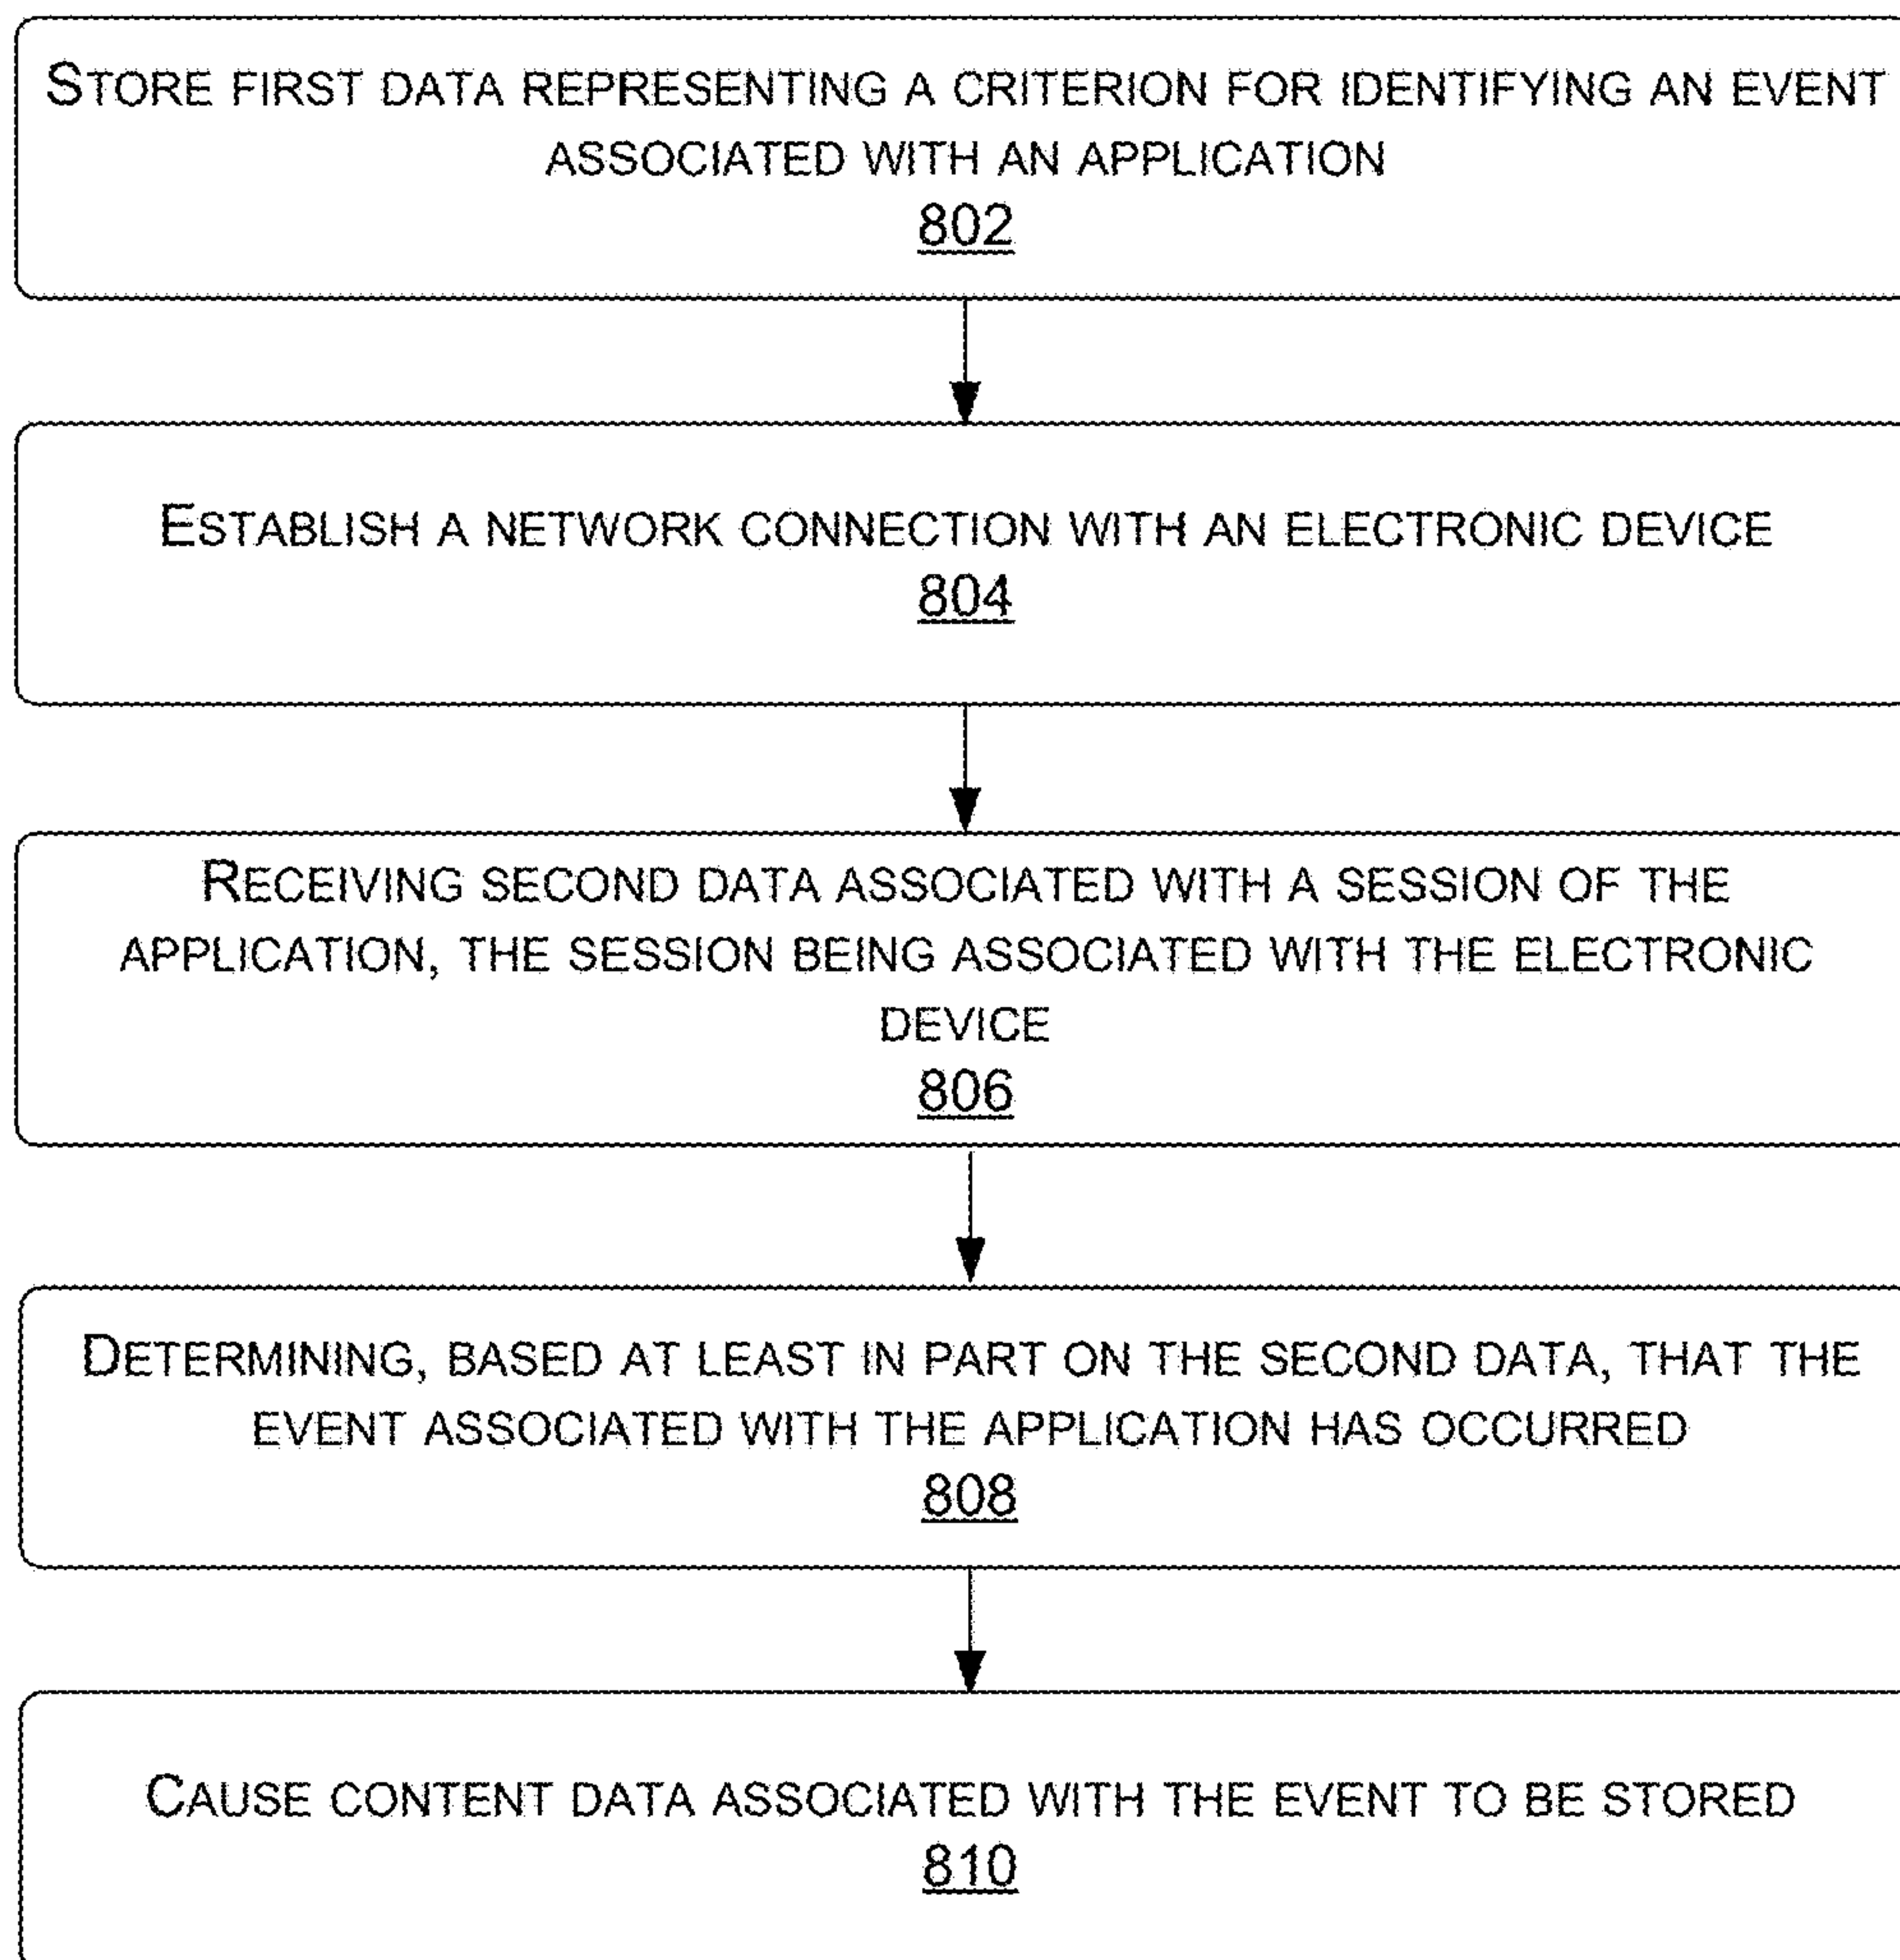 STORE FIRST DATA REPRESENTING A CRITERION FOR IDENTIFYING AN EVENT
ASSOCIATED WITH AN APPLICATION
802
ESTABLISH A NETWORK CONNECTION WITH AN ELECTRONIC DEVICE
804
RECEIVING SECOND DATA ASSOCIATED WITH A SESSION OF THE
APPLICATION, THE SESSION BEING ASSOCIATED WITH THE ELECTRONIC
DEVICE
806
DETERMINING, BASED AT LEAST IN PART ON THE SECOND DATA, THAT THE
EVENT ASSOCIATED WITH THE APPLICATION HAS OCCURRED
808
CAUSE CONTENT DATA ASSOCIATED WITH THE EVENT TO BE STORED
810